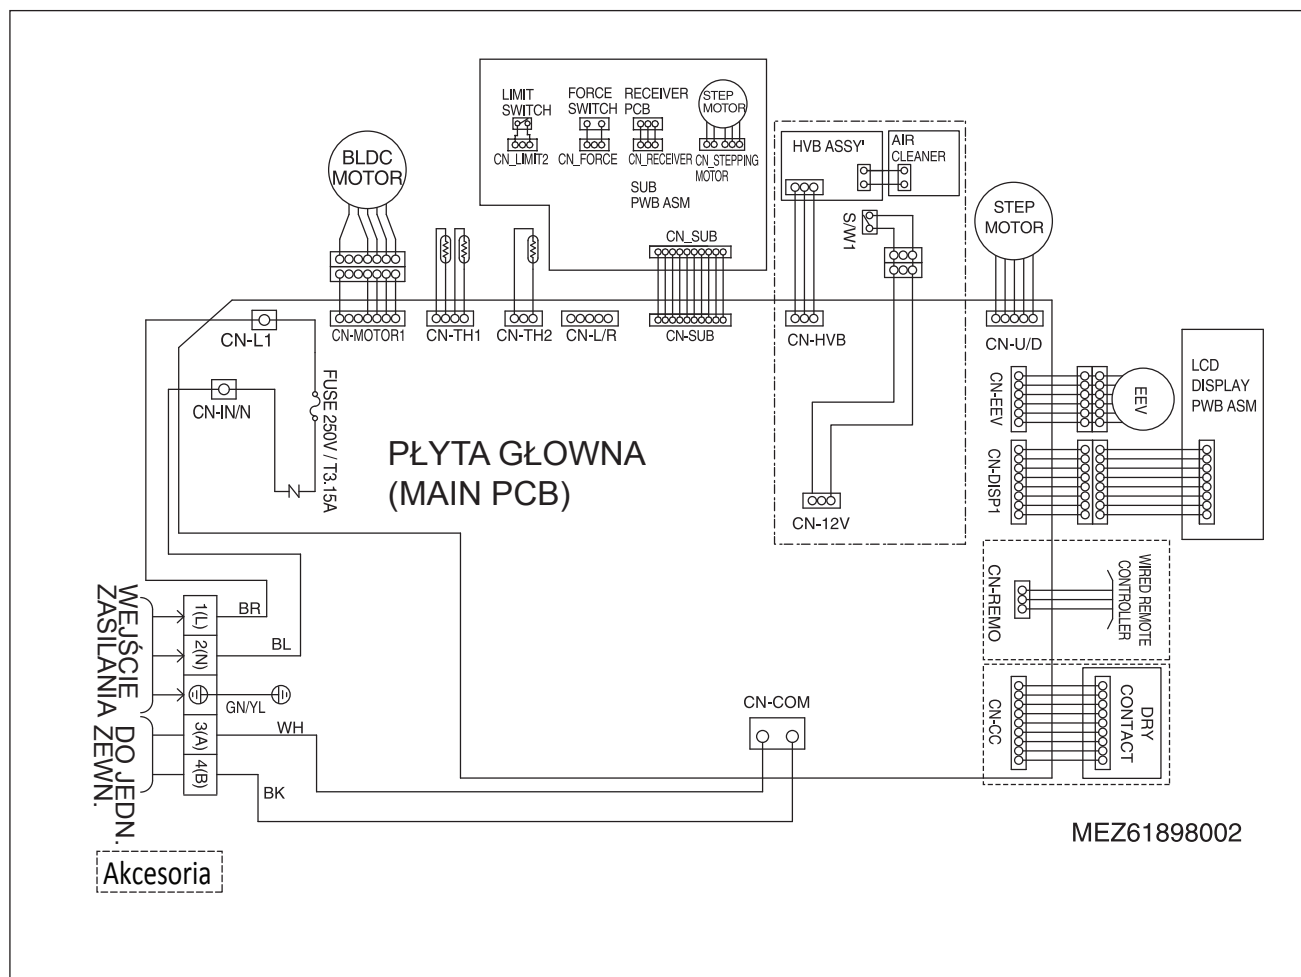 LIMIT
SWITCH
FORCE
SWITCH
RECEIVER
PCB
STEP
MOTOR
CN_LIMIT2
CN_FORCE
CN_RECEIVER
CN_STEPPING
MOTOR
SUB
PWB ASM
BLDC
MOTOR
HVB ASSY'
AIR
CLEANER
S/W1
STEP
MOTOR
CN_SUB
CN-L1
CN-MOTOR1
CN-TH1
CN-TH2
CN-L/R
CN-SUB
CN-HVB
CN-U/D
CN-IN/N
FUSE 250V / T3.15A
CN-EEV
EEV
LCD
DISPLAY
PWB ASM
PŁYTA GŁOWNA
(MAIN PCB)
CN-12V
CN-DISP1
CN-REMO
WIRED REMOTE
CONTROLLER
WEJŚCIE
ZASILANIA
1(L)
BR
2(N)
BL
GN/YL
DO JEDN.
ZEWN.
3(A)
WH
4(B)
BK
CN-COM
CN-CC
DRY
CONTACT
MEZ61898002
Akcesoria